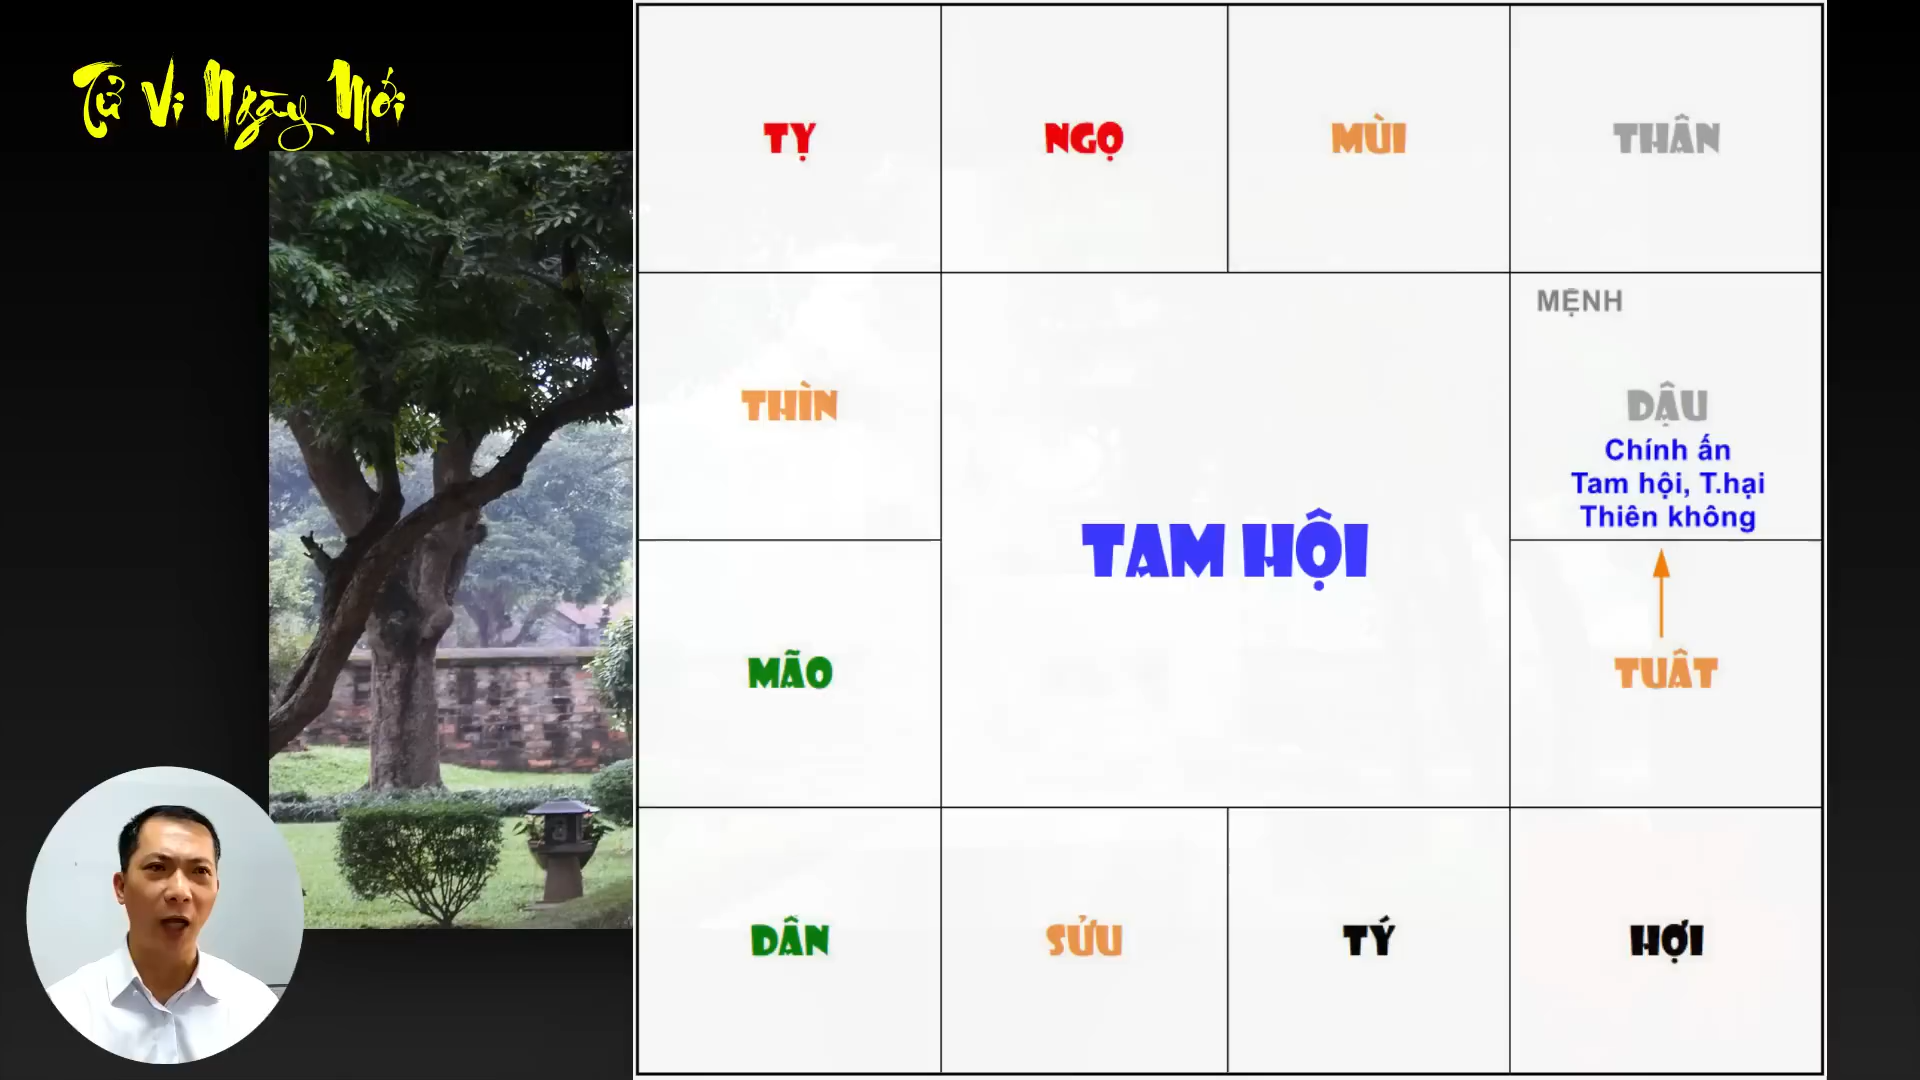 Tử Vi Ngày Mới
TỴ
NGỌ
MÙI
THÂN
THÌN
MỆNH
DẬU
Chính ấn
Tam hội, T.hại
Thiên không
TAM HỘI
MÃO
TUẤT
DẦN
SỬU
TÝ
HỢI